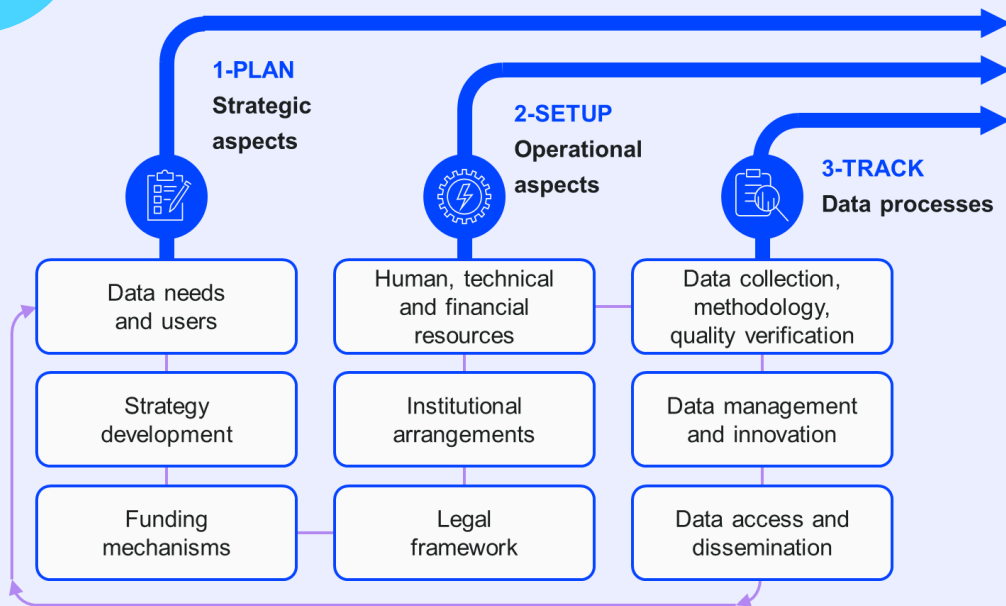 1-PLAN
Strategic
aspects
2-SETUP
Operational
aspects
3-TRACK
Data processes
Data needs
and users
Strategy
development
Funding
mechanisms
Human, technical
and financial
resources
Institutional
arrangements
Legal
framework
Data collection,
methodology,
quality verification
Data management
and innovation
Data access and
dissemination